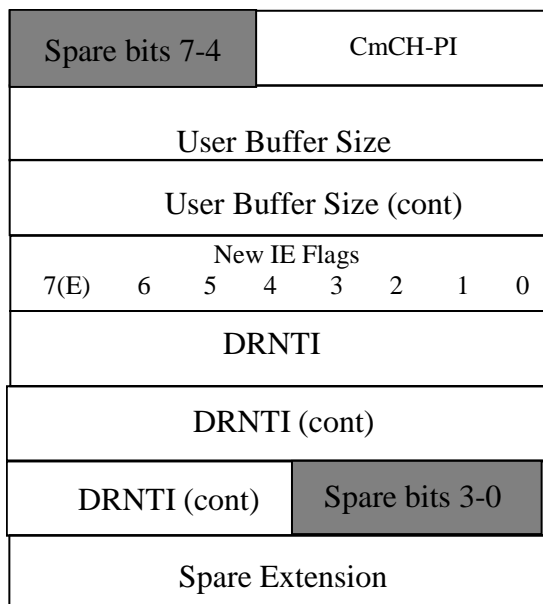 Spare bits 7-4 CmCH-PI
User Buffer Size
User Buffer Size (cont)
New IE Flags
7(E) 6 5 4 3 2 1 0
DRNTI
DRNTI (cont)
DRNTI (cont) Spare bits 3-0
Spare Extension